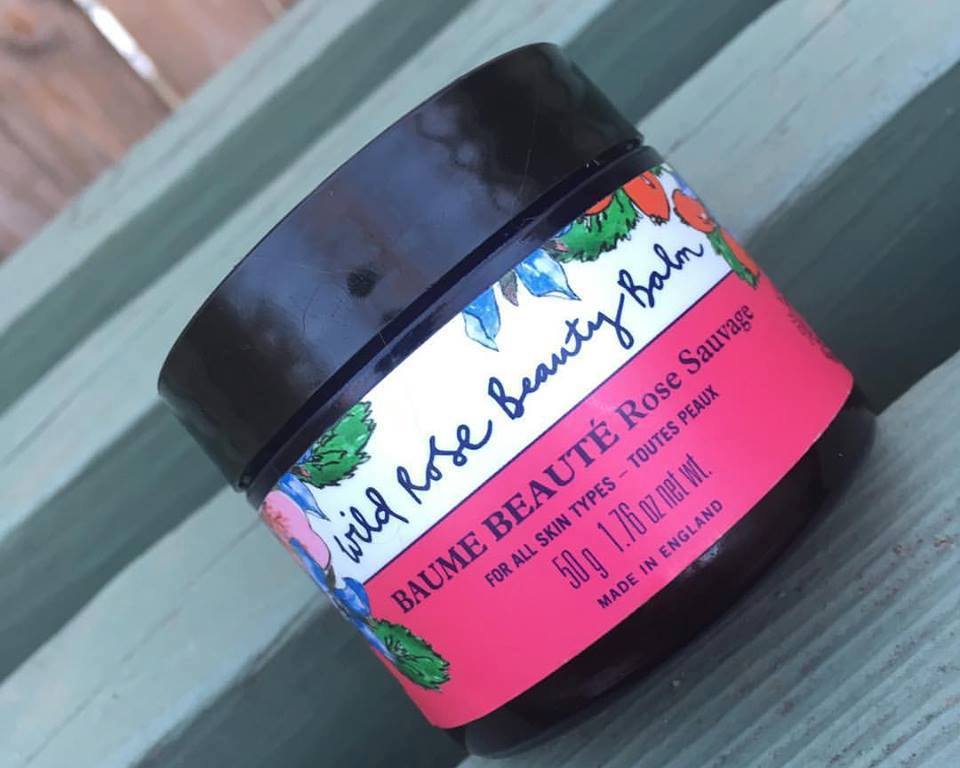 Wild Rose Beauty Balm
BAUME BEAUTÉ Rose Sauvage
FOR ALL SKIN TYPES – TOUTES PEAUX
50g 1.76 oz net wt.
MADE IN ENGLAND